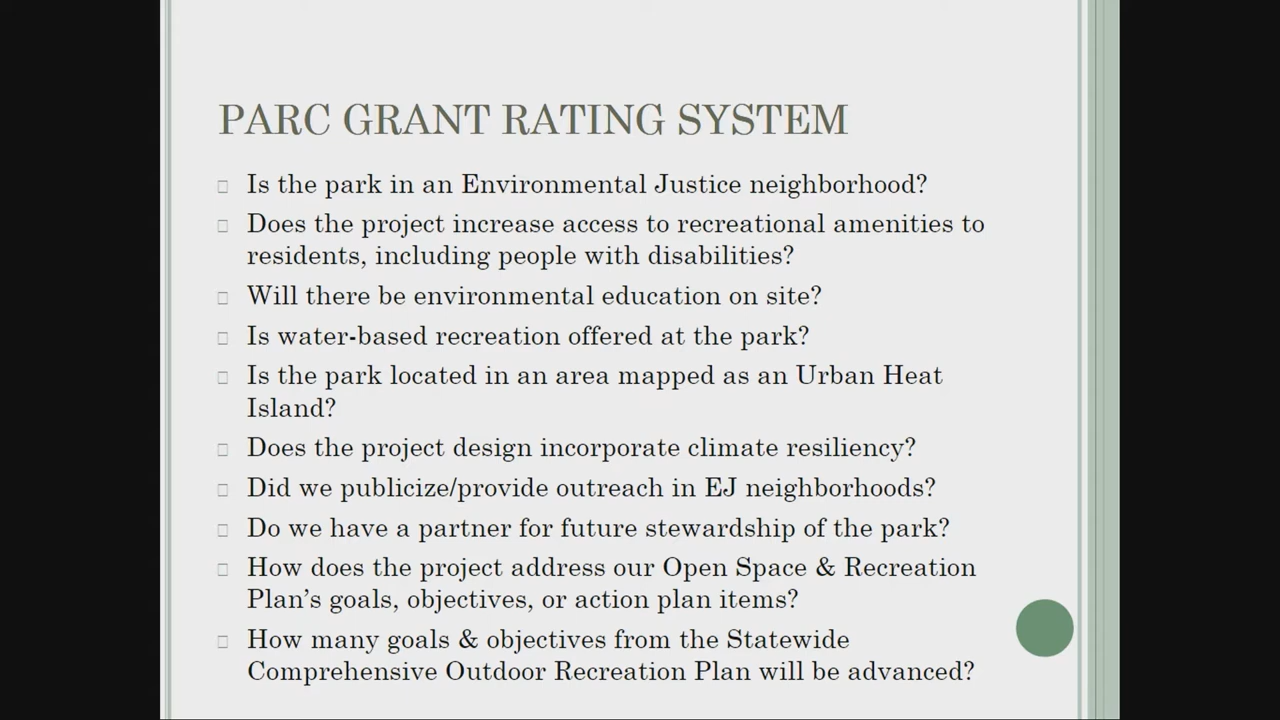 PARC GRANT RATING SYSTEM
Is the park in an Environmental Justice neighborhood?
Does the project increase access to recreational amenities to
residents, including people with disabilities?
Will there be environmental education on site?
Is water-based recreation offered at the park?
Is the park located in an area mapped as an Urban Heat
Island?
Does the project design incorporate climate resiliency?
Did we publicize/provide outreach in EJ neighborhoods?
Do we have a partner for future stewardship of the park?
How does the project address our Open Space & Recreation
Plan’s goals, objectives, or action plan items?
How many goals & objectives from the Statewide
Comprehensive Outdoor Recreation Plan will be advanced?